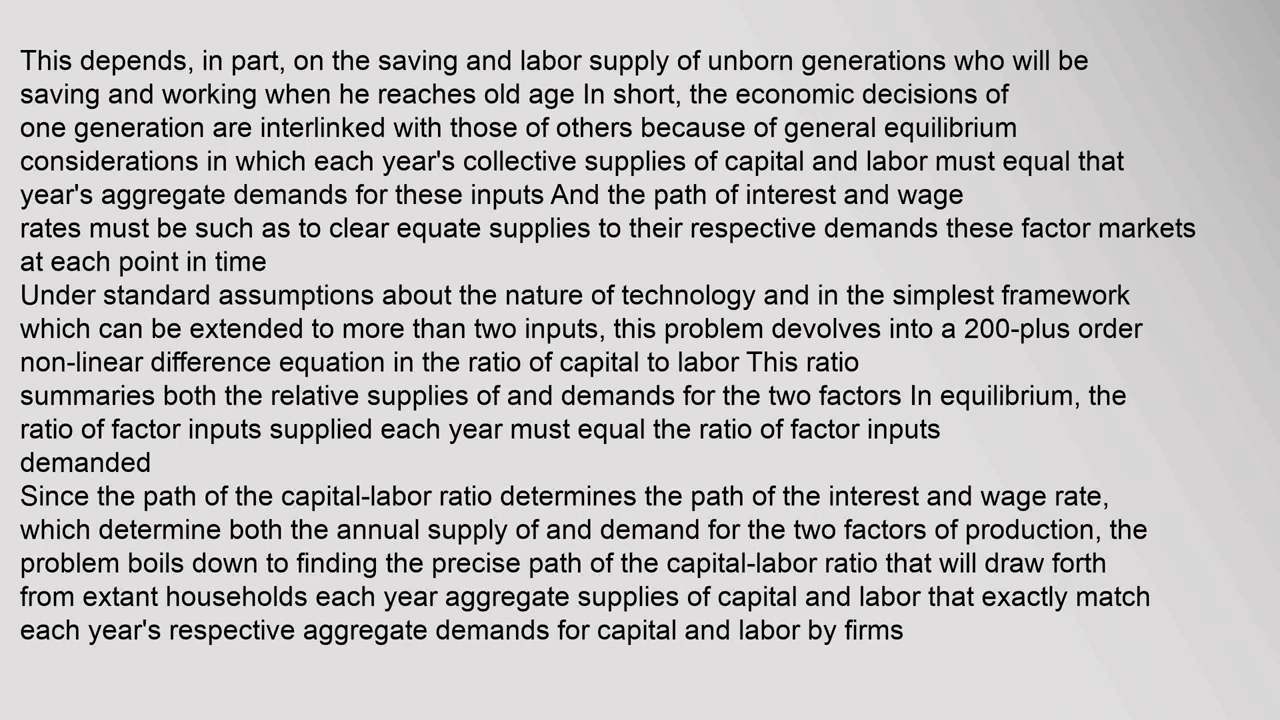 This depends, in part, on the saving and labor supply of unborn generations who will be
saving and working when he reaches old age In short, the economic decisions of
one generation are interlinked with those of others because of general equilibrium
considerations in which each year's collective supplies of capital and labor must equal that
year's aggregate demands for these inputs And the path of interest and wage
rates must be such as to clear equate supplies to their respective demands these factor markets
at each point in time
Under standard assumptions about the nature of technology and in the simplest framework
which can be extended to more than two inputs, this problem devolves into a 200-plus order
non-linear difference equation in the ratio of capital to labor This ratio
summaries both the relative supplies of and demands for the two factors In equilibrium, the
ratio of factor inputs supplied each year must equal the ratio of factor inputs
demanded
Since the path of the capital-labor ratio determines the path of the interest and wage rate,
which determine both the annual supply of and demand for the two factors of production, the
problem boils down to finding the precise path of the capital-labor ratio that will draw forth
from extant households each year aggregate supplies of capital and labor that exactly match
each year's respective aggregate demands for capital and labor by firms